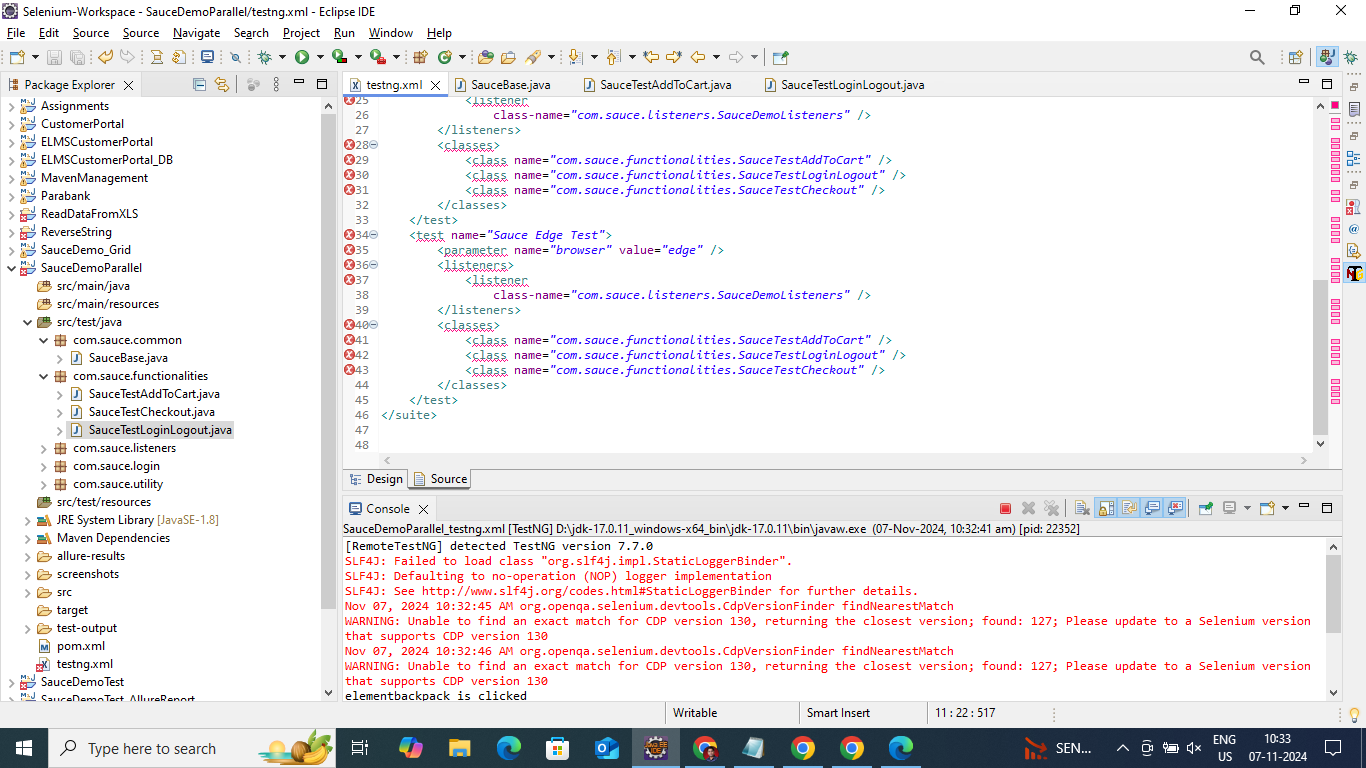 Selenium-Workspace - SauceDemoParallel/testng.xml - Eclipse IDE
File Edit Source Source Navigate Search Project Run Window Help
Package Explorer
testng.xml SauceBase.java SauceTestAddToCart.java SauceTestLoginLogout.java
Assignments
CustomerPortal
ELMSCustomerPortal
ELMSCustomerPortal_DB
MavenManagement
Parabank
ReadDataFromXLS
ReverseString
SauceDemo_Grid
SauceDemoParallel
src/main/java
src/main/resources
src/test/java
com.sauce.common
SauceBase.java
com.sauce.functionalities
SauceTestAddToCart.java
SauceTestCheckout.java
SauceTestLoginLogout.java
com.sauce.listeners
com.sauce.login
com.sauce.utility
src/test/resources
JRE System Library [JavaSE-1.8]
Maven Dependencies
allure-results
screenshots
src
target
test-output
pom.xml
testng.xml
SauceDemoTest
SauceDemoTest_AllureReport
25 <listener
26 class-name="com.sauce.listeners.SauceDemoListeners" />
27 </listeners>
28 <classes>
29 <class name="com.sauce.functionalities.SauceTestAddToCart" />
30 <class name="com.sauce.functionalities.SauceTestLoginLogout" />
31 <class name="com.sauce.functionalities.SauceTestCheckout" />
32 </classes>
33 </test>
34 <test name="Sauce Edge Test">
35 <parameter name="browser" value="edge" />
36 <listeners>
37 <listener
38 class-name="com.sauce.listeners.SauceDemoListeners" />
39 </listeners>
40 <classes>
41 <class name="com.sauce.functionalities.SauceTestAddToCart" />
42 <class name="com.sauce.functionalities.SauceTestLoginLogout" />
43 <class name="com.sauce.functionalities.SauceTestCheckout" />
44 </classes>
45 </test>
46 </suite>
47
48
Design Source
Console
SauceDemoParallel_testng.xml [TestNG] D:\jdk-17.0.11_windows-x64_bin\jdk-17.0.11\bin\javaw.exe (07-Nov-2024, 10:32:41 am) [pid: 22352]
[RemoteTestNG] detected TestNG version 7.7.0
SLF4J: Failed to load class "org.slf4j.impl.StaticLoggerBinder".
SLF4J: Defaulting to no-operation (NOP) logger implementation
SLF4J: See http://www.slf4j.org/codes.html#StaticLoggerBinder for further details.
Nov 07, 2024 10:32:45 AM org.openqa.selenium.devtools.CdpVersionFinder findNearestMatch
WARNING: Unable to find an exact match for CDP version 130, returning the closest version; found: 127; Please update to a Selenium version
that supports CDP version 130
Nov 07, 2024 10:32:46 AM org.openqa.selenium.devtools.CdpVersionFinder findNearestMatch
WARNING: Unable to find an exact match for CDP version 130, returning the closest version; found: 127; Please update to a Selenium version
that supports CDP version 130
elementbackpack is clicked
Writable Smart Insert 11 : 22 : 517
Type here to search
SEN...
ENG
US
10:33
07-11-2024